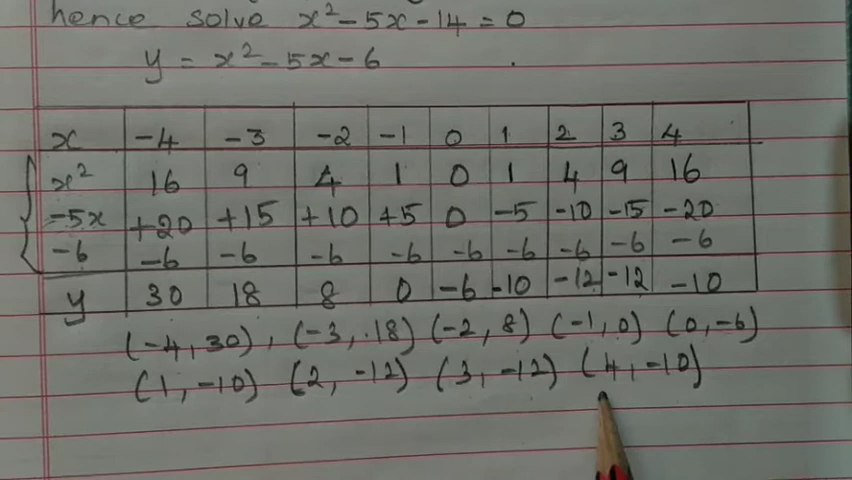 hence solve x²-5x-14=0
y = x²-5x-6
x -4 -3 -2 -1 0 1 2 3 4
x² 16 9 4 1 0 1 4 9 16
-5x +20 +15 +10 +5 0 -5 -10 -15 -20
-6 -6 -6 -6 -6 -6 -6 -6 -6 -6
y 30 18 8 0 -6 -10 -12 -12 -10
(-4,30), (-3,18) (-2,8) (-1,0) (0,-6)
(1,-10) (2,-12) (3,-12) (4,-10)